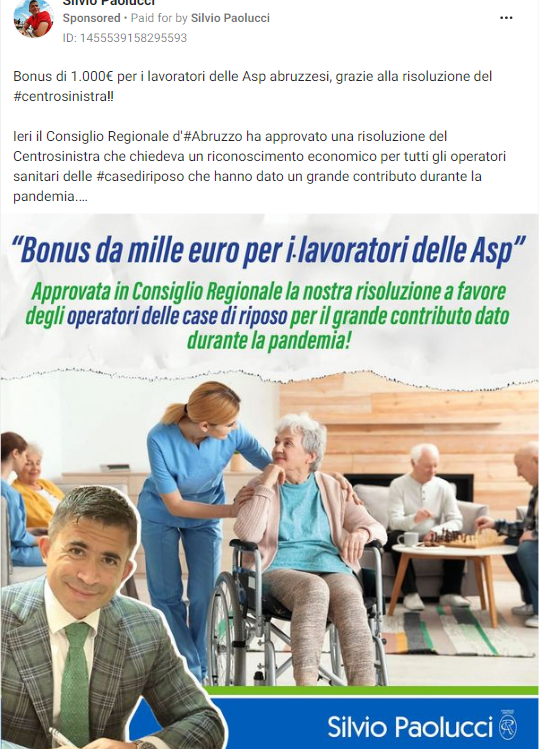 Silvio Paolucci
Sponsored • Paid for by Silvio Paolucci
ID: 1455539158295593
Bonus di 1.000€ per i lavoratori delle Asp abruzzesi, grazie alla risoluzione del
#centrosinistra!!
Ieri il Consiglio Regionale d'#Abruzzo ha approvato una risoluzione del
Centrosinistra che chiedeva un riconoscimento economico per tutti gli operatori
sanitari delle #casediriposo che hanno dato un grande contributo durante la
pandemia....
“Bonus da mille euro per i lavoratori delle Asp”
Approvata in Consiglio Regionale la nostra risoluzione a favore
degli operatori delle case di riposo per il grande contributo dato
durante la pandemia!
Silvio Paolucci